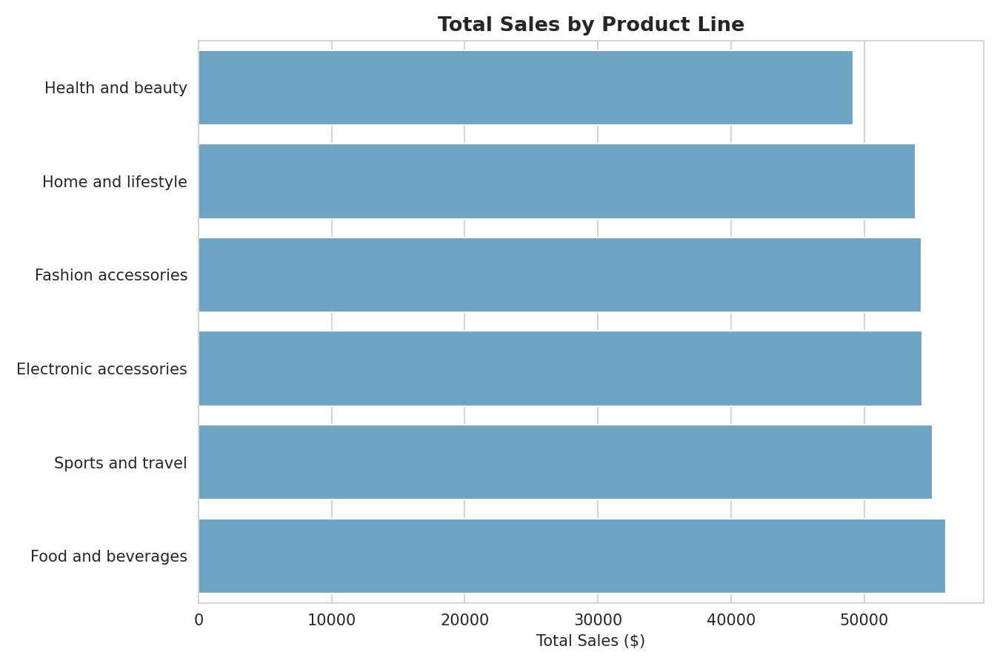 Total Sales by Product Line
Health and beauty
Home and lifestyle
Fashion accessories
Electronic accessories
Sports and travel
Food and beverages
0 10000 20000 30000 40000 50000
Total Sales ($)